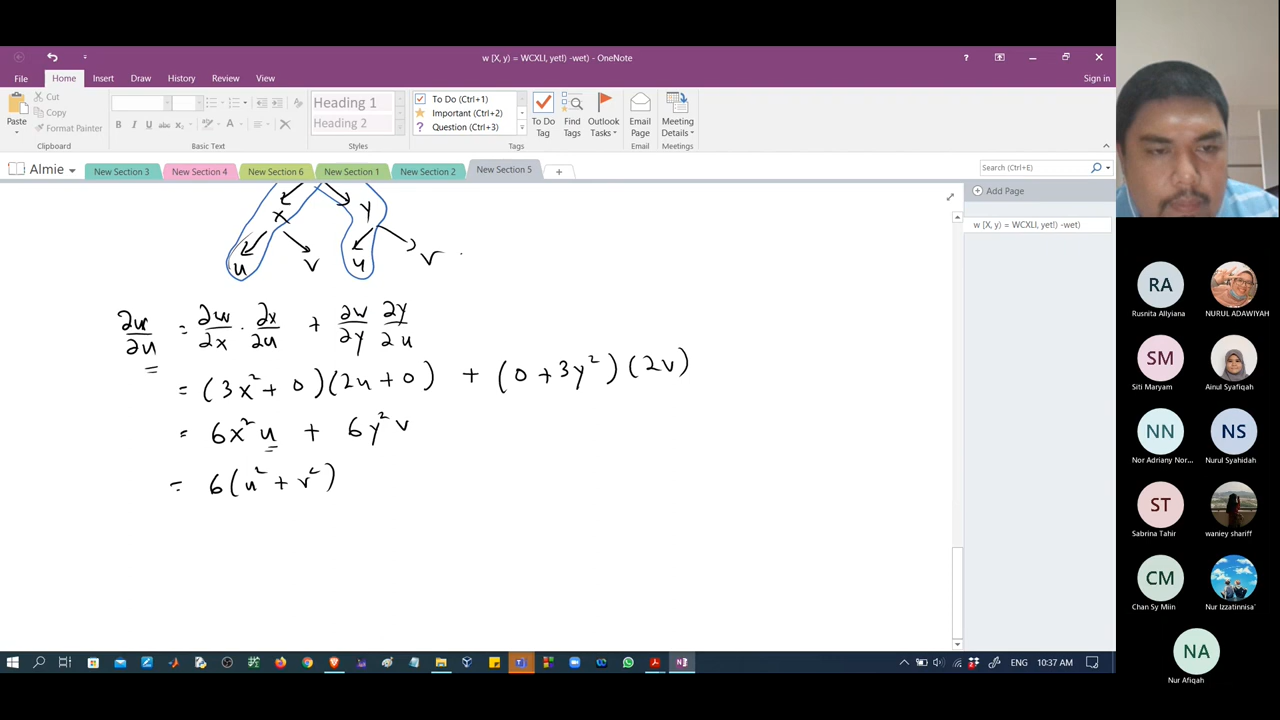 w [X, y) = WCXLI, yet!) -wet) - OneNote
File Home Insert Draw History Review View Sign in
Paste
Cut
Copy
Format Painter
Clipboard
B I U abc
Basic Text
Heading 1
Heading 2
Styles
To Do (Ctrl+1)
Important (Ctrl+2)
Question (Ctrl+3)
Tags
To Do Tag
Find Tags
Outlook Tasks
Email Page
Email
Meeting Details
Meetings
Almie New Section 3 New Section 4 New Section 6 New Section 1 New Section 2 New Section 5
Search (Ctrl+E)
Add Page
w [X, y) = WCXLI, yet!) -wet)
x y
u v u v
∂w/∂u = ∂w/∂x · ∂x/∂u + ∂w/∂y ∂y/∂u
= (3x² + 0)(2u + 0) + (0 + 3y²)(2v)
= 6x²u + 6y²v
= 6(u² + v²)
RA
Rusnita Allyiana
NURUL ADAWIYAH
SM
Siti Maryam
Ainul Syafiqah
NN
Nor Adriany Nor...
NS
Nurul Syahidah
ST
Sabrina Tahir
waniey shariff
CM
Chan Sy Miin
Nur Izzatinnisa'
NA
Nur Afiqah
ENG 10:37 AM